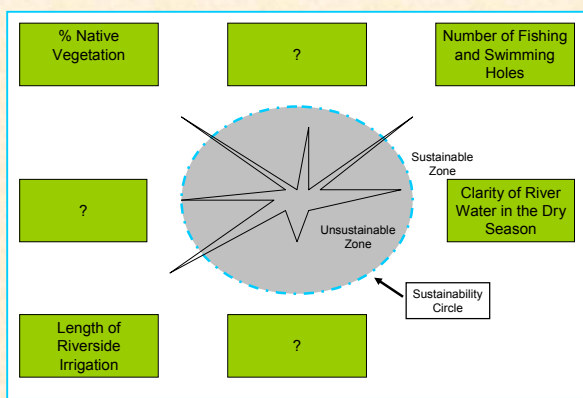 % Native
Vegetation
?
Number of Fishing
and Swimming
Holes
Sustainable
Zone
?
Clarity of River
Water in the Dry
Season
Unsustainable
Zone
Sustainability
Circle
Length of
Riverside
Irrigation
?